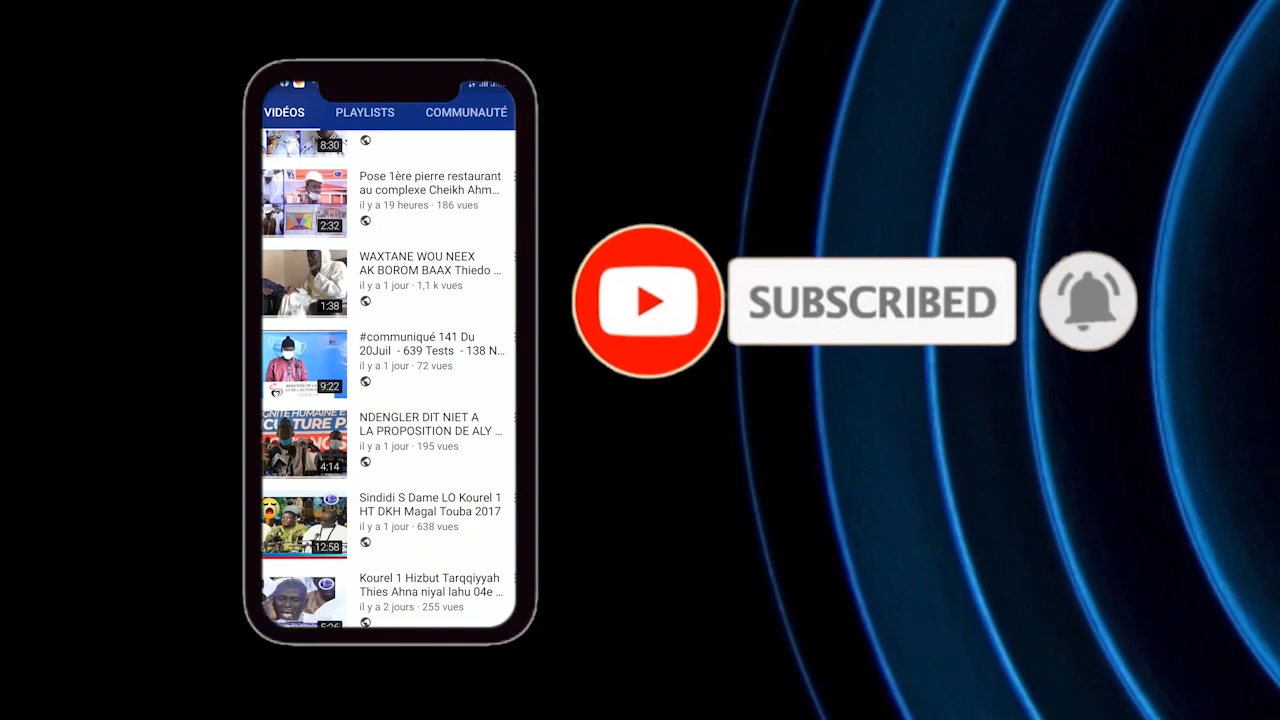 VIDÉOS PLAYLISTS COMMUNAUTÉ
8:30
Pose 1ère pierre restaurant
au complexe Cheikh Ahm...
il y a 19 heures · 186 vues
2:32
WAXTANE WOU NEEX
AK BOROM BAAX Thiedo ...
il y a 1 jour · 1,1 k vues
1:38
#communiqué 141 Du
20Juil - 639 Tests - 138 N...
il y a 1 jour · 72 vues
9:22
NDENGLER DIT NIET A
LA PROPOSITION DE ALY ...
il y a 1 jour · 195 vues
4:14
Sindidi S Dame LO Kourel 1
HT DKH Magal Touba 2017
il y a 1 jour · 638 vues
12:58
Kourel 1 Hizbut Tarqqiyyah
Thies Ahna niyal lahu 04e ...
il y a 2 jours · 255 vues
5:26
SUBSCRIBED